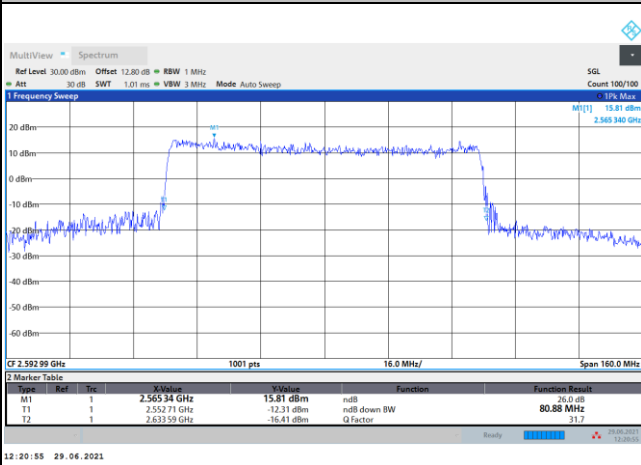 MultiView Spectrum
Ref Level 30.00 dBm Offset 12.80 dB RBW 1 MHz SGL
Att 30 dB SWT 1.01 ms VBW 3 MHz Mode Auto Sweep Count 100/100
1 Frequency Sweep 1Pk Max
M1[1] 15.81 dBm
2.565 340 GHz
M1
20 dBm
10 dBm
0 dBm
-10 dBm
-20 dBm
-30 dBm
-40 dBm
-50 dBm
-60 dBm
CF 2.592 99 GHz 1001 pts 16.0 MHz/ Span 160.0 MHz
2 Marker Table
Type Ref Trc X-Value Y-Value Function Function Result
M1 1 2.565 34 GHz 15.81 dBm ndB 26.0 dB
T1 1 2.552 71 GHz -12.31 dBm ndB down BW 80.88 MHz
T2 1 2.633 59 GHz -16.41 dBm Q Factor 31.7
Ready 29.06.2021
12:20:55
12:20:55 29.06.2021